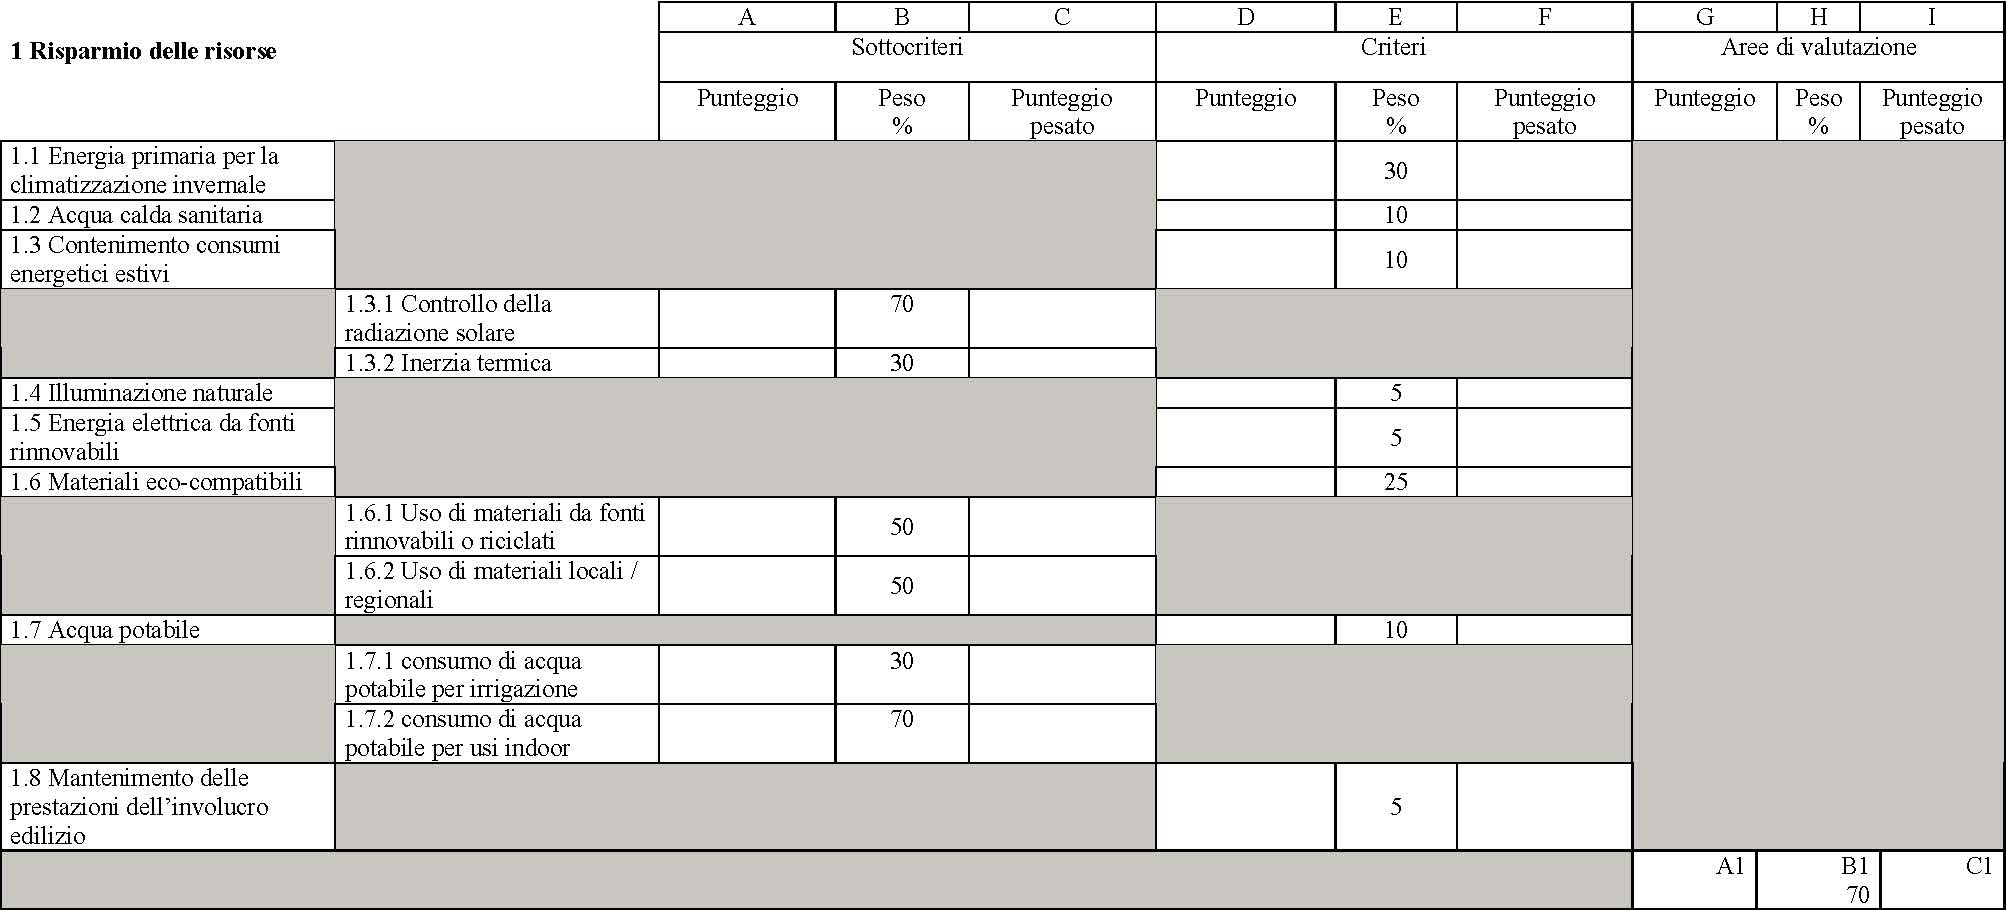 A B C D E F G H I
1 Risparmio delle risorse
Sottocriteri Criteri Aree di valutazione
Punteggio Peso Punteggio Punteggio Peso Punteggio Punteggio Peso Punteggio
% pesato % pesato % pesato
1.1 Energia primaria per la
climatizzazione invernale
30
1.2 Acqua calda sanitaria 10
1.3 Contenimento consumi
energetici estivi
10
1.3.1 Controllo della 70
radiazione solare
1.3.2 Inerzia termica 30
1.4 Illuminazione naturale 5
1.5 Energia elettrica da fonti
rinnovabili
5
1.6 Materiali eco-compatibili 25
1.6.1 Uso di materiali da fonti
rinnovabili o riciclati
50
1.6.2 Uso di materiali locali /
regionali
50
1.7 Acqua potabile 10
1.7.1 consumo di acqua 30
potabile per irrigazione
1.7.2 consumo di acqua 70
potabile per usi indoor
1.8 Mantenimento delle
prestazioni dell’involucro 5
edilizio
A1 B1 C1
70